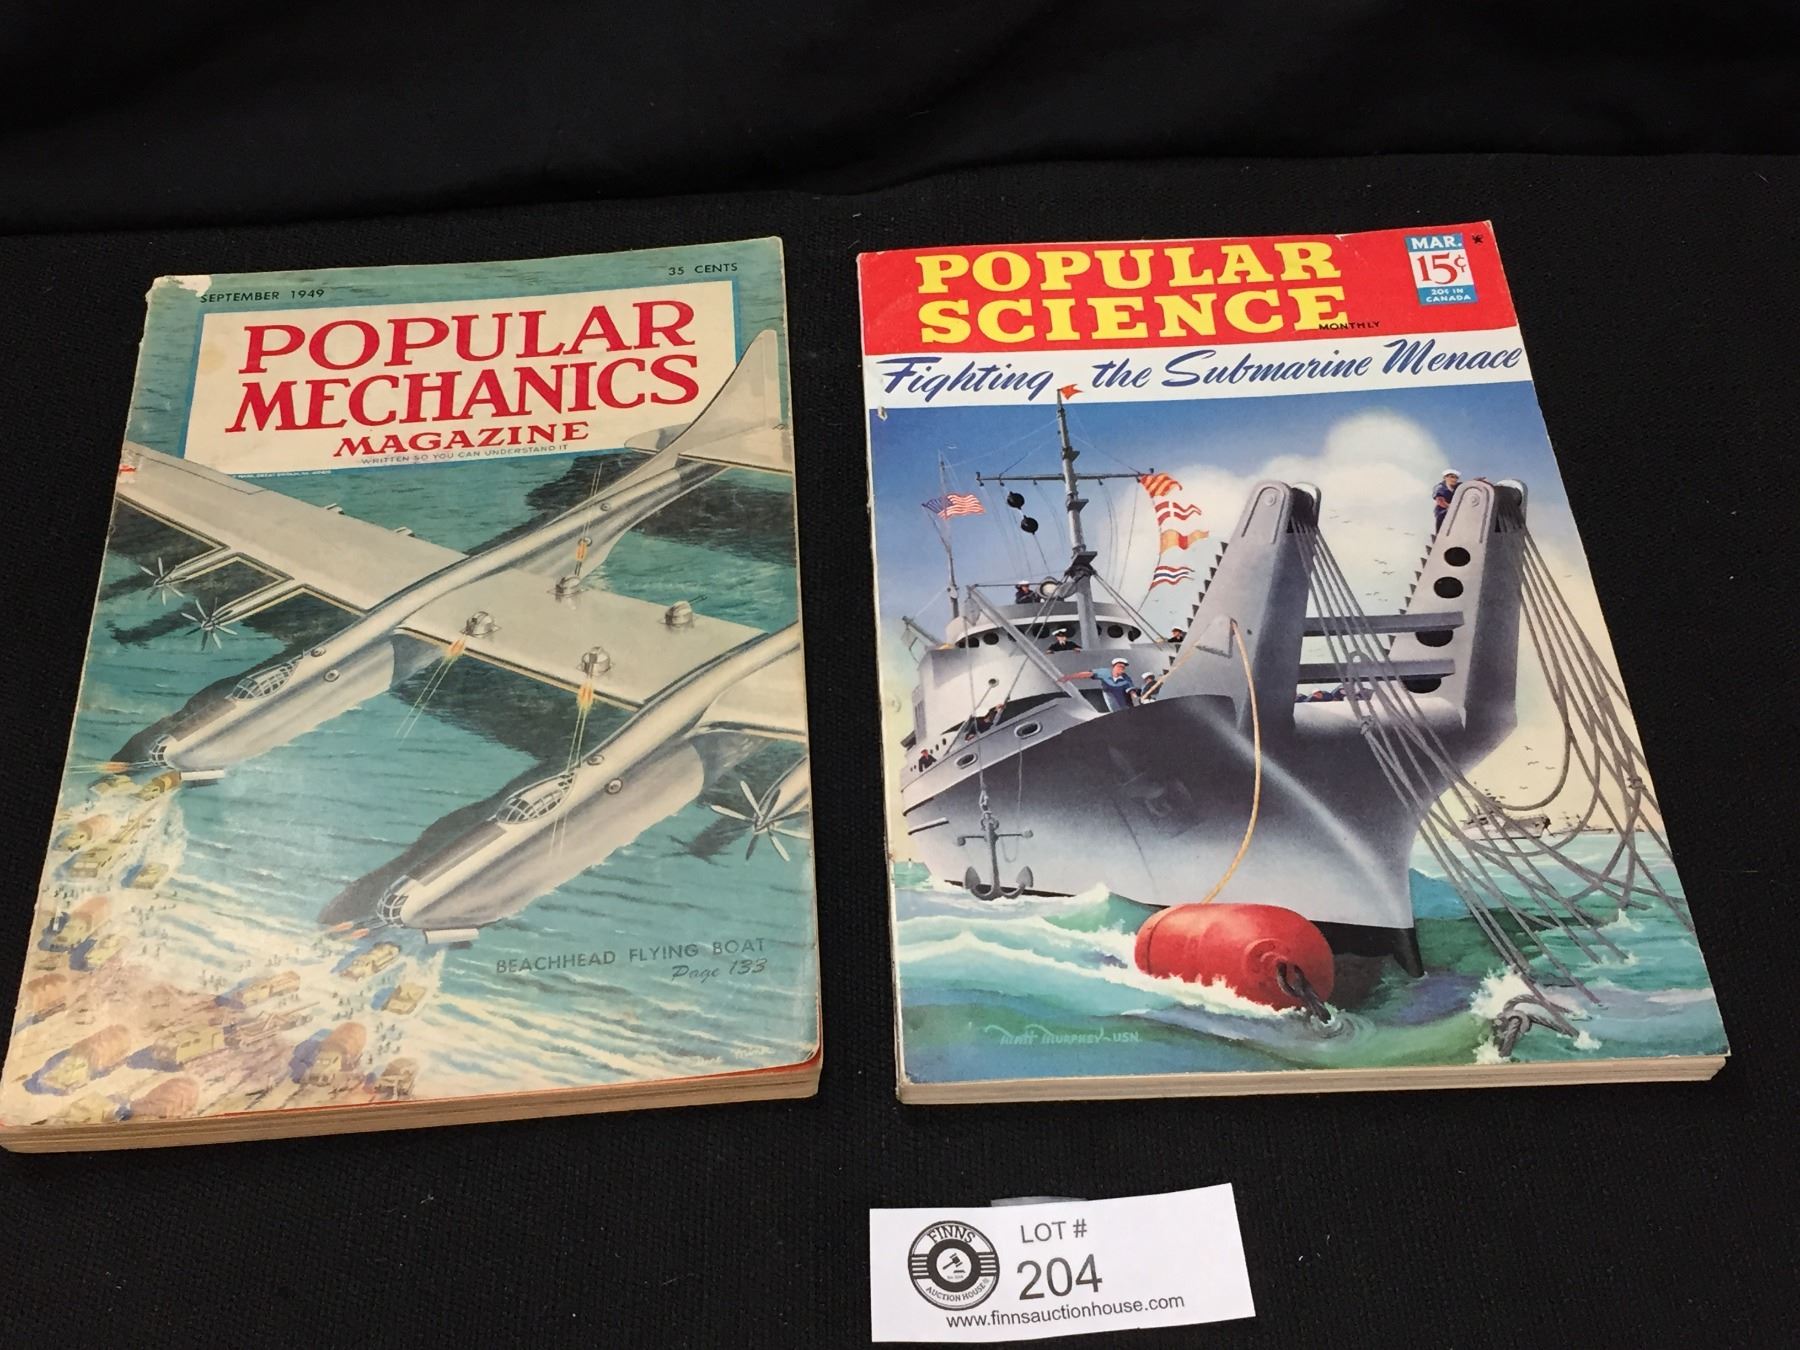 SEPTEMBER 1949
35 CENTS
POPULAR
MECHANICS
MAGAZINE
WRITTEN SO YOU CAN UNDERSTAND IT
BEACHHEAD FLYING BOAT
Page 133
POPULAR
SCIENCE
MONTHLY
MAR.
15¢
20¢ IN
CANADA
Fighting the Submarine Menace
Matt Murphey-USN.
FINNS
AUCTION HOUSE
LOT #
204
www.finnsauctionhouse.com